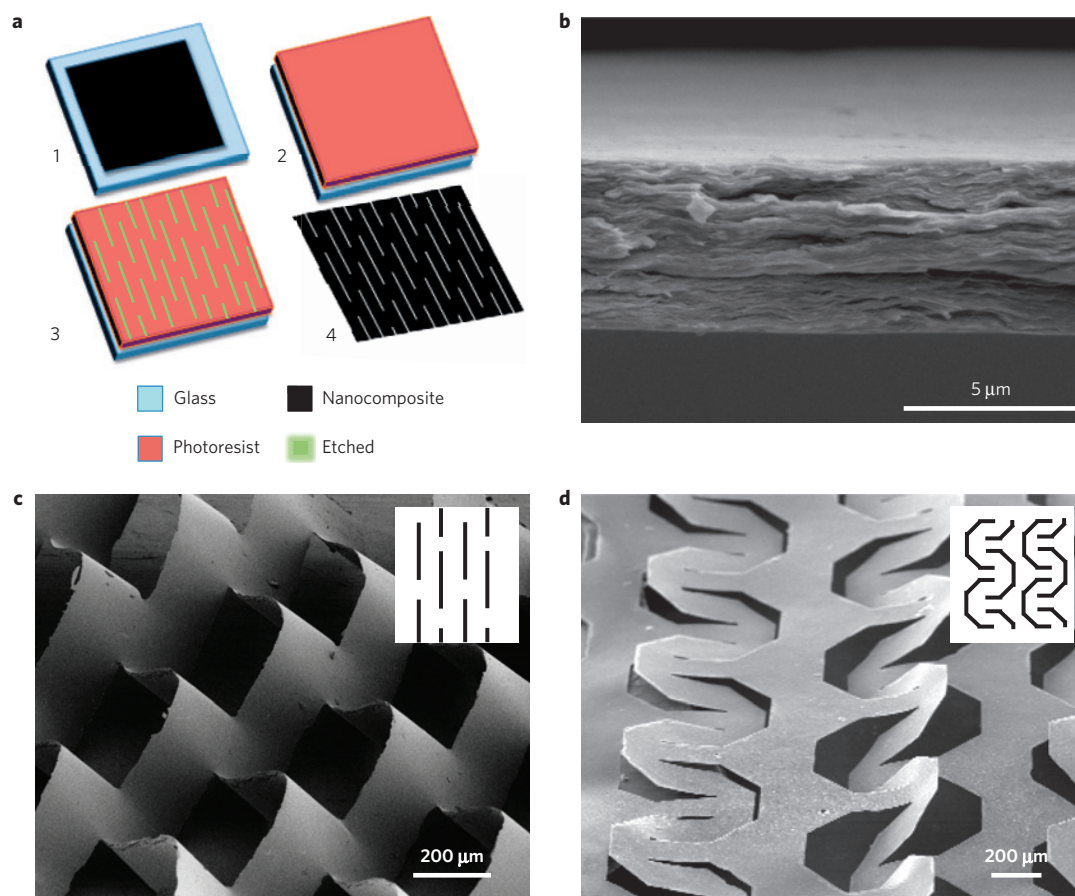 a
b
1
2
3
4
Glass
Nanocomposite
Photoresist
Etched
5 µm
c
d
200 µm
200 µm